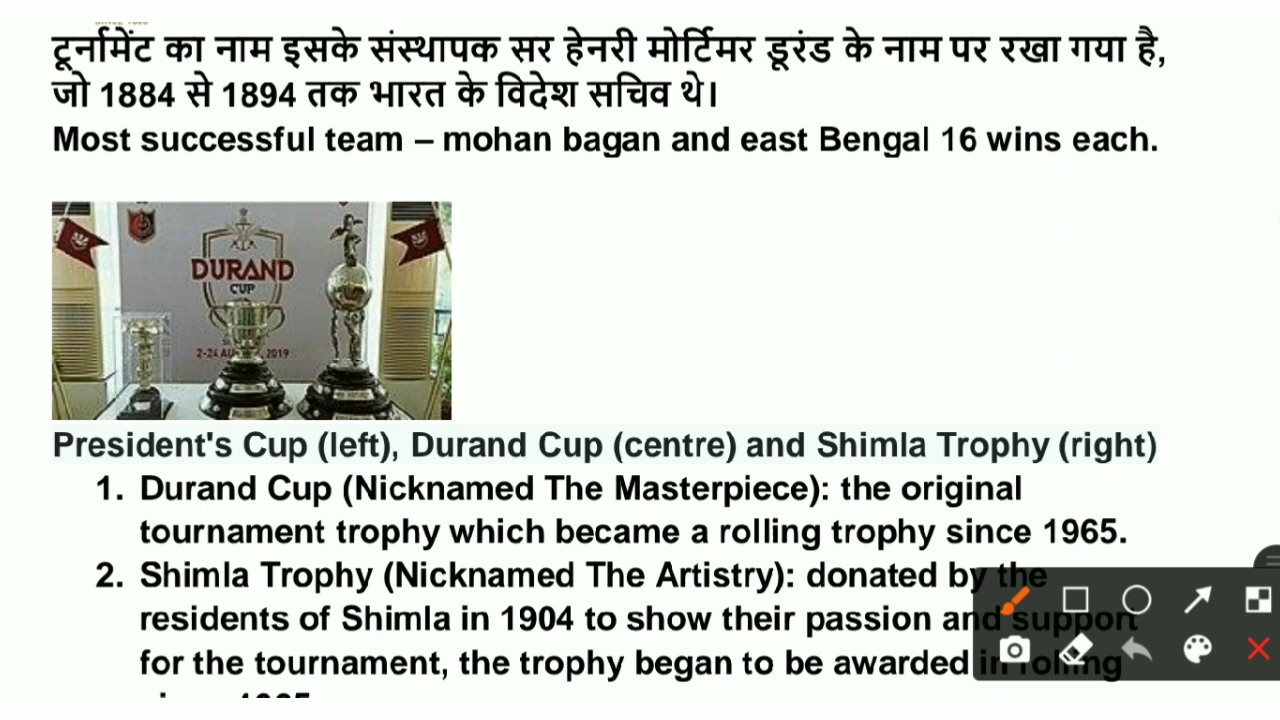 टूर्नामेंट का नाम इसके संस्थापक सर हेनरी मोर्टिमर डूरंड के नाम पर रखा गया है,
जो 1884 से 1894 तक भारत के विदेश सचिव थे।
Most successful team – mohan bagan and east Bengal 16 wins each.
DURAND
CUP
2-24 2019
President's Cup (left), Durand Cup (centre) and Shimla Trophy (right)
1. Durand Cup (Nicknamed The Masterpiece): the original
tournament trophy which became a rolling trophy since 1965.
2. Shimla Trophy (Nicknamed The Artistry): donated by the
residents of Shimla in 1904 to show their passion and support
for the tournament, the trophy began to be awarded in rolling